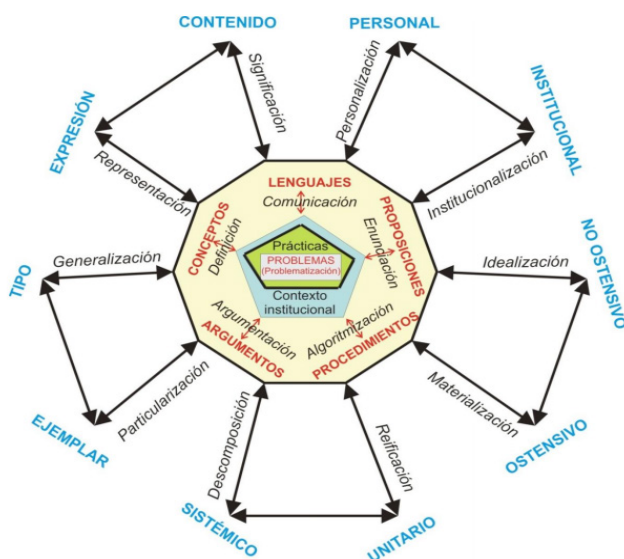 CONTENIDO
PERSONAL
EXPRESIÓN
Significación
Personalización
INSTITUCIONAL
Representación
Institucionalización
LENGUAJES
Comunicación
CONCEPTOS
Definición
PROPOSICIONES
Enunciación
Prácticas
PROBLEMAS
(Problematización)
Contexto
institucional
TIPO
Generalización
Idealización
NO OSTENSIVO
Argumentación
ARGUMENTOS
Algoritmización
PROCEDIMIENTOS
EJEMPLAR
Particularización
Materialización
OSTENSIVO
Descomposición
Reificación
SISTÉMICO
UNITARIO